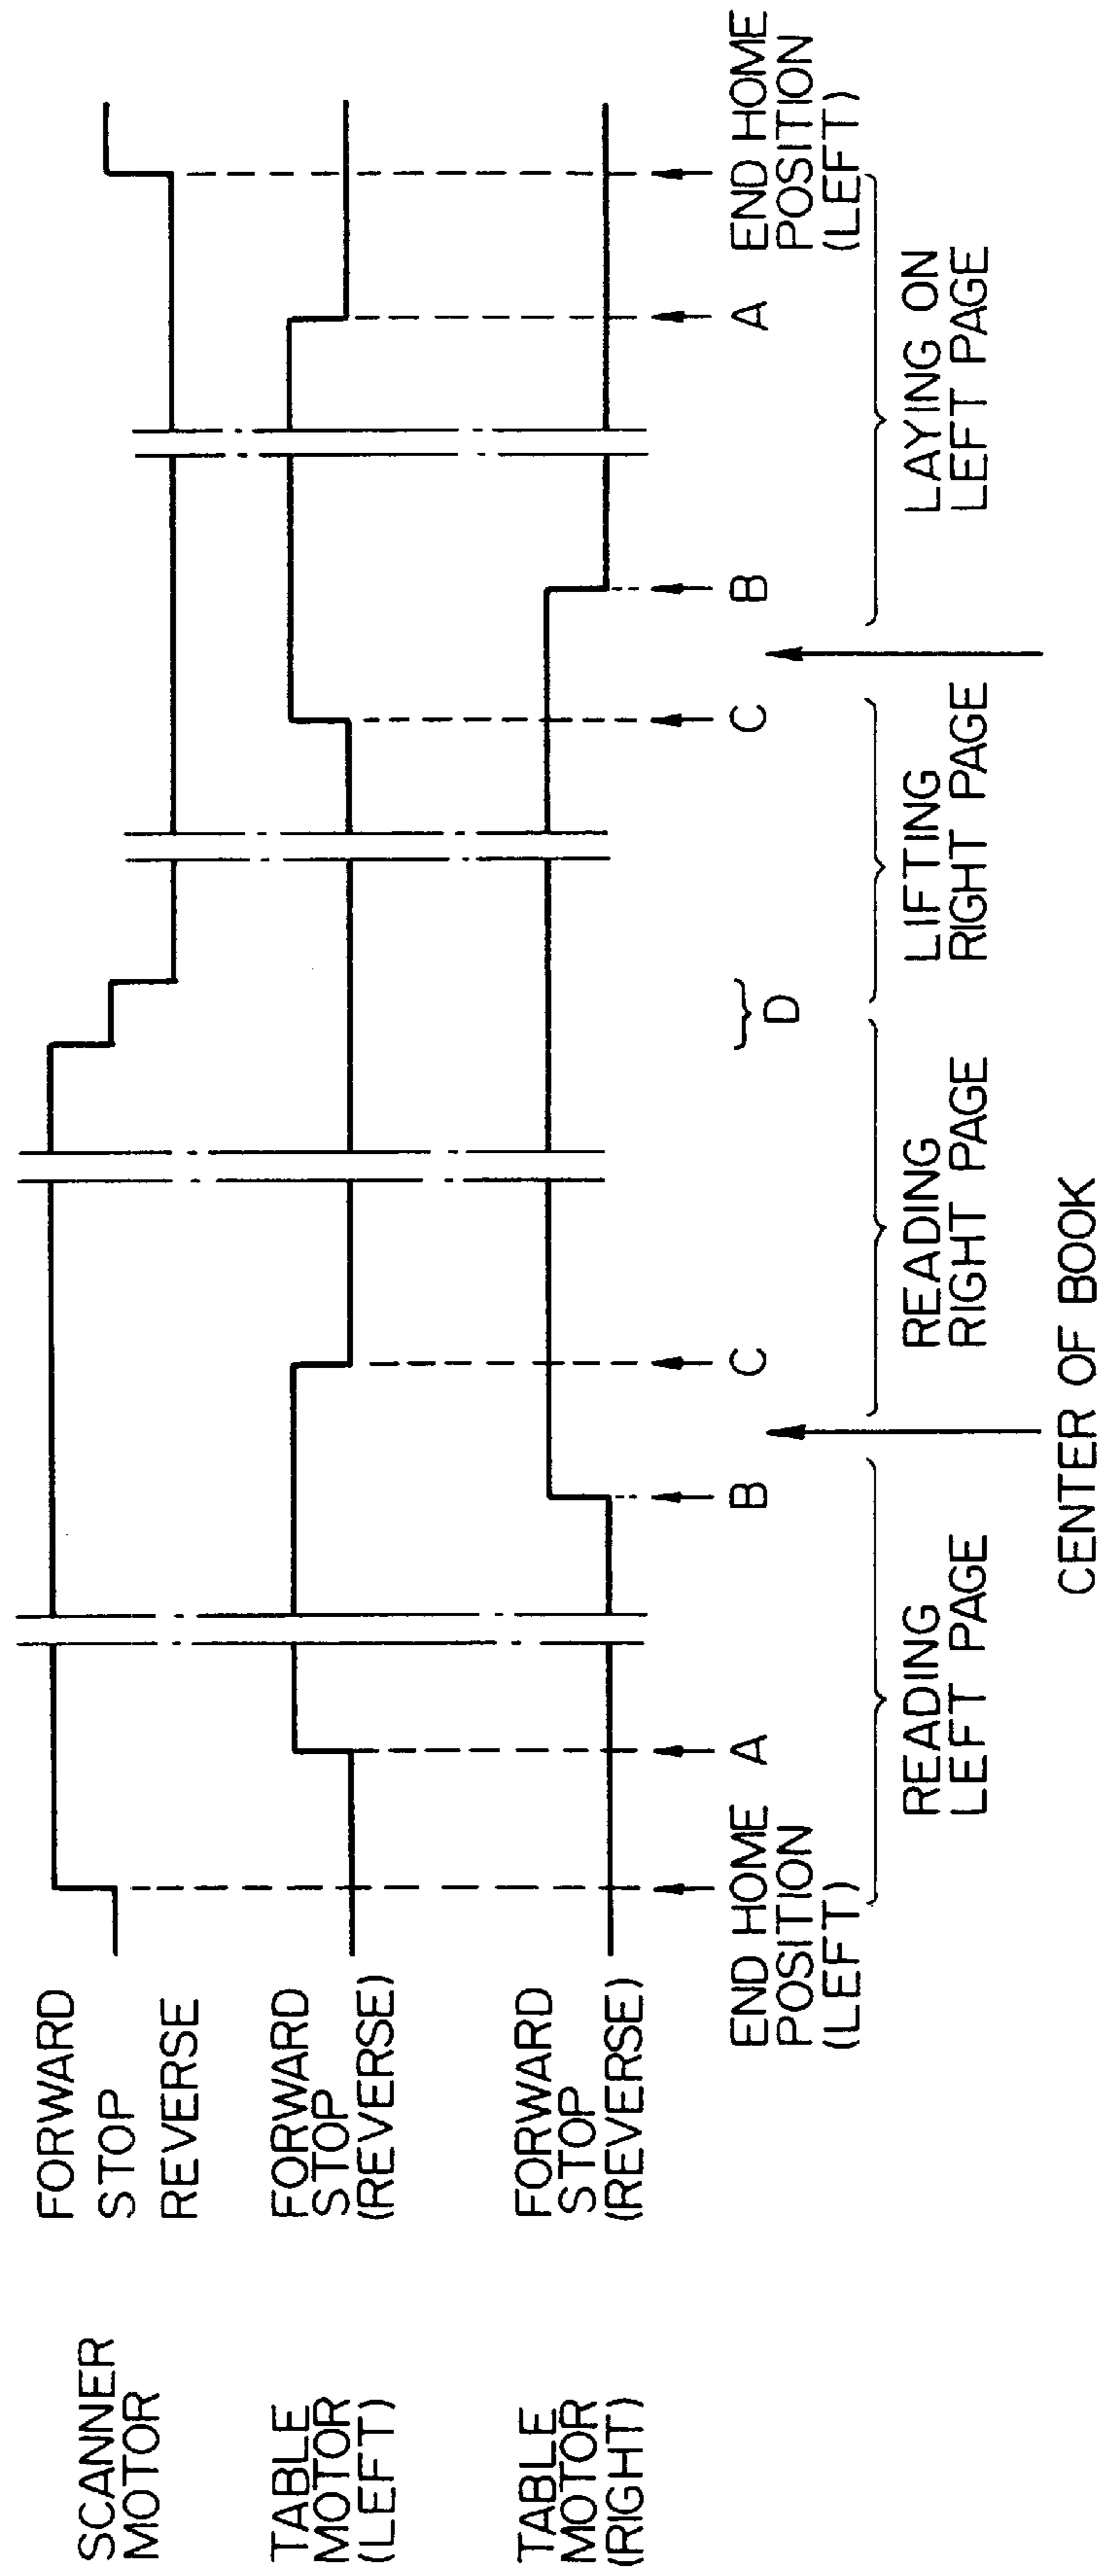 SCANNER
MOTOR
FORWARD
STOP
REVERSE
TABLE
MOTOR
(LEFT)
FORWARD
STOP
(REVERSE)
TABLE
MOTOR
(RIGHT)
FORWARD
STOP
(REVERSE)
END HOME
POSITION
(LEFT)
A
B
C
D
C
B
A
END HOME
POSITION
(LEFT)
READING
LEFT PAGE
READING
RIGHT PAGE
LIFTING
RIGHT PAGE
LAYING ON
LEFT PAGE
CENTER OF BOOK